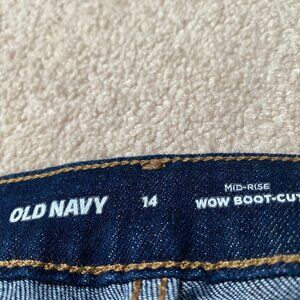 OLD NAVY
14
MID-RISE
WOW BOOT-CUT